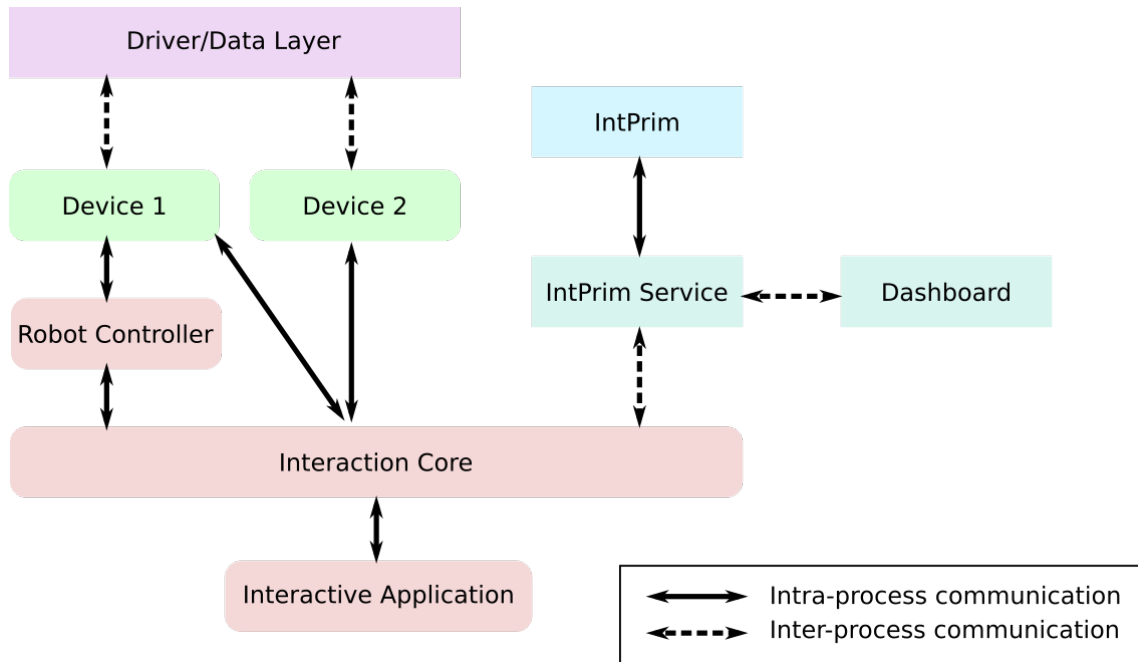 Driver/Data Layer
IntPrim
Device 1
Device 2
IntPrim Service
Dashboard
Robot Controller
Interaction Core
Interactive Application
Intra-process communication
Inter-process communication